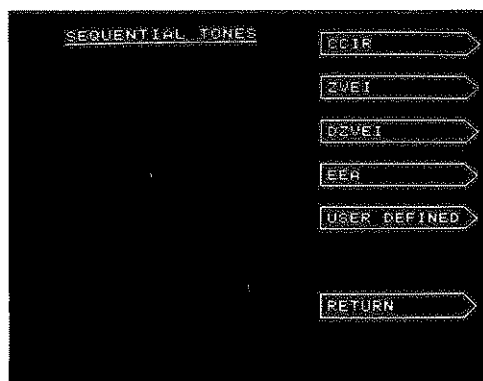 SEQUENTIAL TONES
CCIR
ZVEI
DZVEI
EEA
USER DEFINED
RETURN